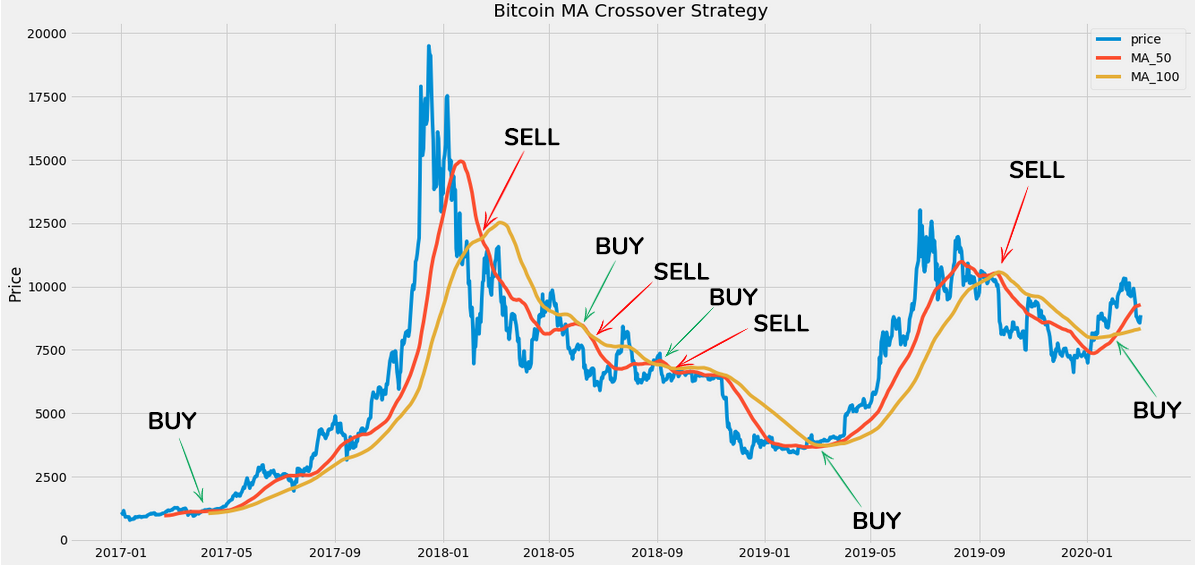 Bitcoin MA Crossover Strategy
20000
17500
15000
12500
10000
7500
5000
2500
0
Price
price
MA_50
MA_100
SELL
SELL
BUY
SELL
BUY
SELL
BUY
BUY
BUY
2017-01
2017-05
2017-09
2018-01
2018-05
2018-09
2019-01
2019-05
2019-09
2020-01